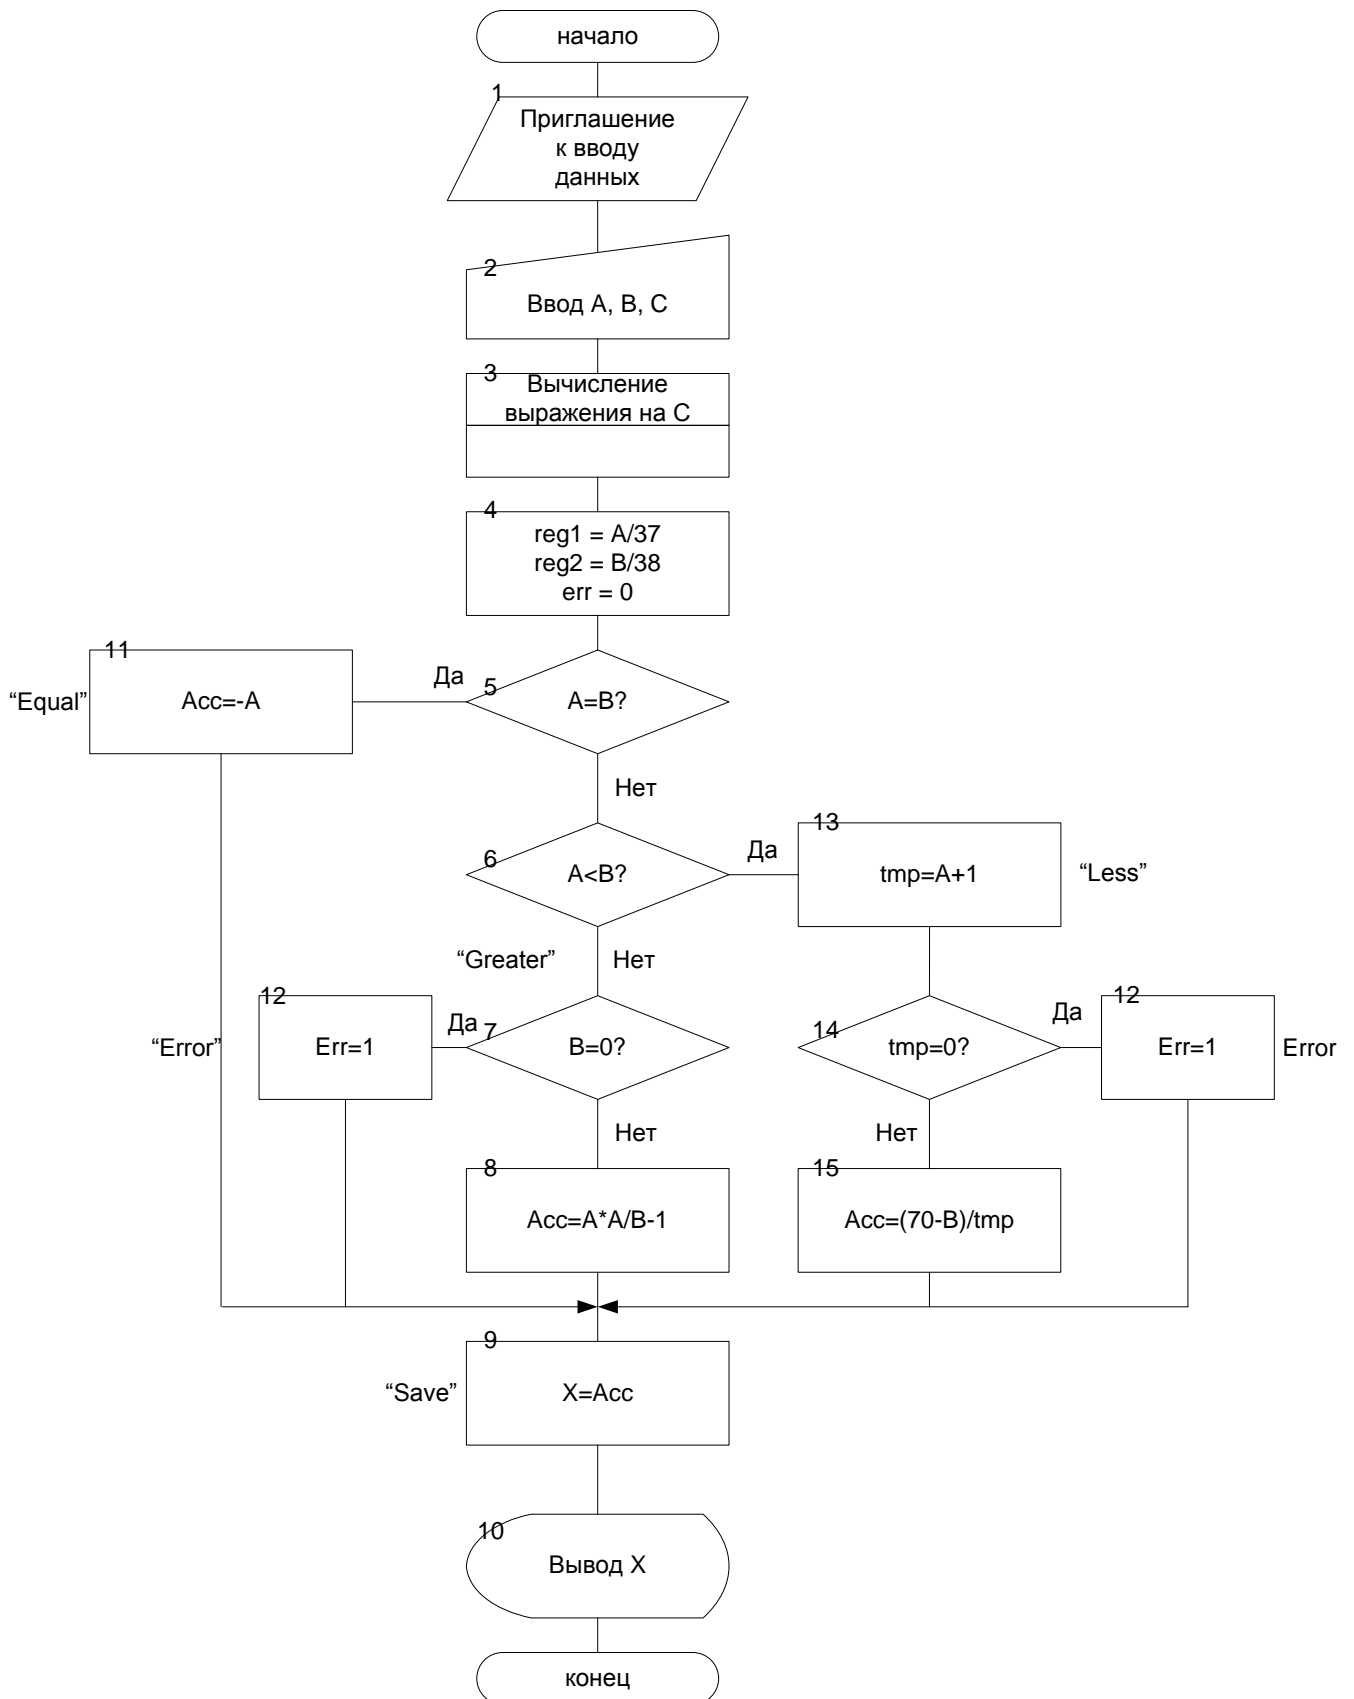 начало
1
Приглашение
к вводу
данных
2
Ввод A, B, C
3
Вычисление
выражения на С
4
reg1 = A/37
reg2 = B/38
err = 0
11
“Equal”
Acc=-A
Да
5
A=B?
Нет
6
A<B?
Да
13
tmp=A+1
“Less”
“Greater”
Нет
“Error”
12
Err=1
Да
7
B=0?
14
tmp=0?
Да
12
Err=1
Error
Нет
Нет
8
Acc=A*A/B-1
15
Acc=(70-B)/tmp
9
“Save”
X=Acc
10
Вывод X
конец